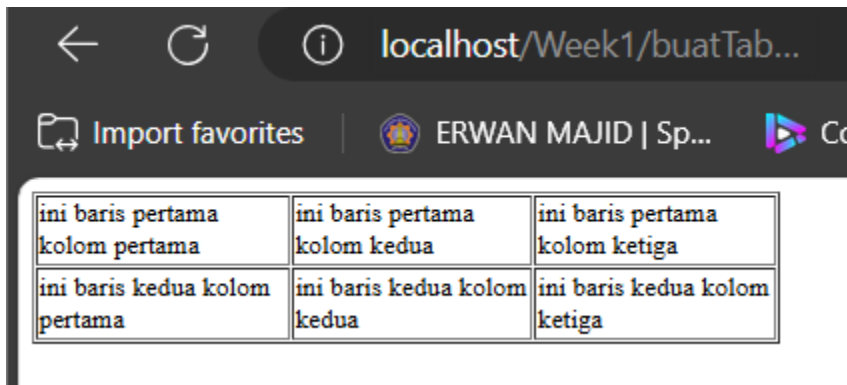 localhost/Week1/buatTab...
Import favorites
ERWAN MAJID | Sp...
Co
ini baris pertama kolom pertama
ini baris pertama kolom kedua
ini baris pertama kolom ketiga
ini baris kedua kolom pertama
ini baris kedua kolom kedua
ini baris kedua kolom ketiga